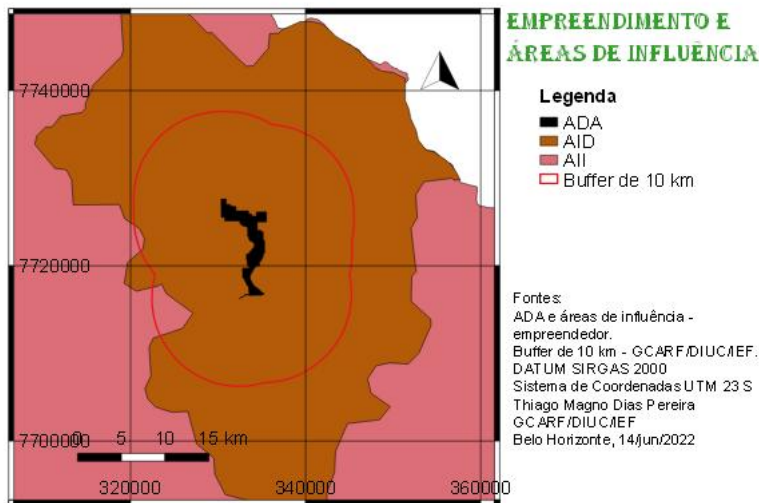 EMPREENDIMENTO E
ÁREAS DE INFLUÊNCIA
Legenda
ADA
AID
AII
Buffer de 10 km
7740000
7720000
7700000
0 5 10 15 km
320000 340000 360000
Fontes:
ADA e áreas de influência -
empreendedor.
Buffer de 10 km - GCARF/DIUC/IEF.
DATUM SIRGAS 2000
Sistema de Coordenadas UTM 23 S
Thiago Magno Dias Pereira
GCARF/DIUC/IEF
Belo Horizonte, 14/jun/2022